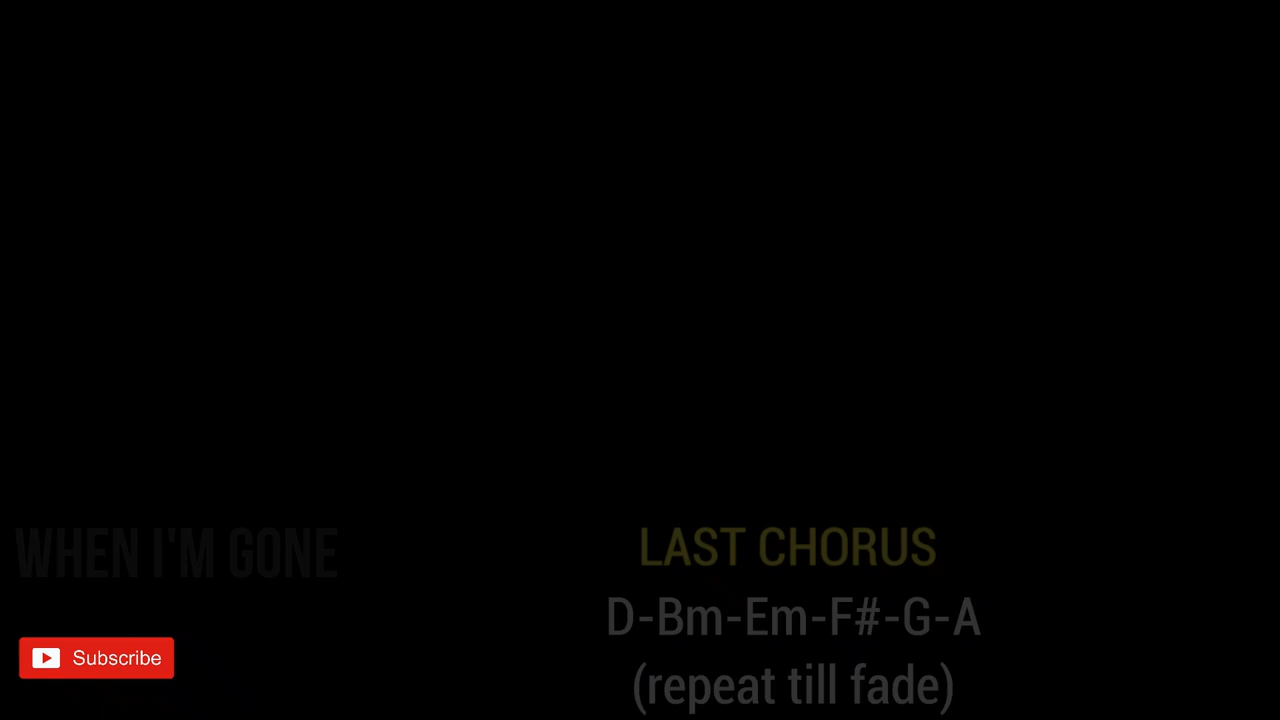 WHEN I'M GONE
LAST CHORUS
D-Bm-Em-F#-G-A
(repeat till fade)
Subscribe